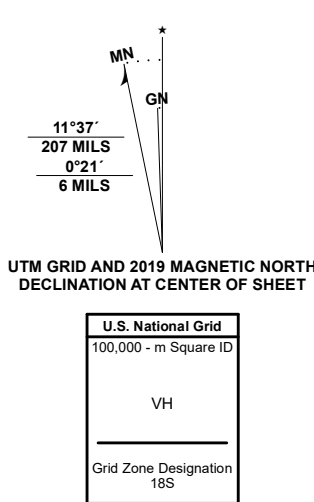 ★
MN
GN
11°37´
207 MILS
0°21´
6 MILS
UTM GRID AND 2019 MAGNETIC NORTH
DECLINATION AT CENTER OF SHEET
U.S. National Grid
100,000 - m Square ID
VH
Grid Zone Designation
18S